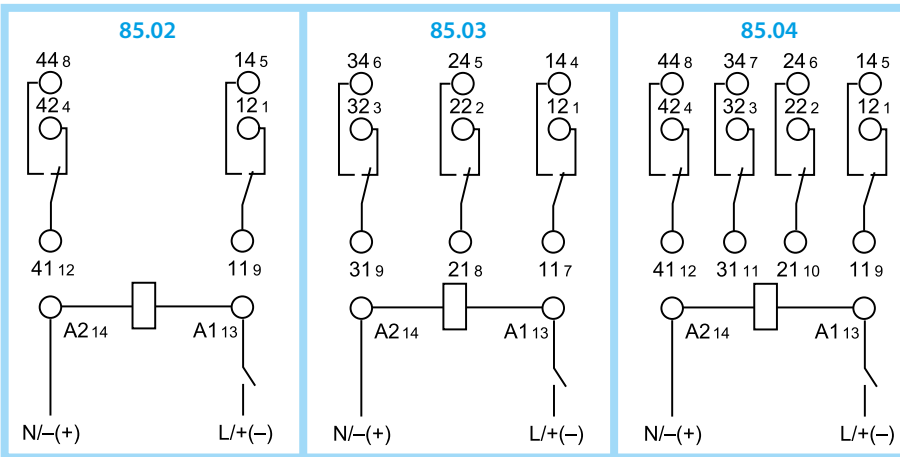 85.02
44 8 14 5
42 4 12 1
41 12 11 9
A2 14 A1 13
N/–(+) L/+(–)
85.03
34 6 24 5 14 4
32 3 22 2 12 1
31 9 21 8 11 7
A2 14 A1 13
N/–(+) L/+(–)
85.04
44 8 34 7 24 6 14 5
42 4 32 3 22 2 12 1
41 12 31 11 21 10 11 9
A2 14 A1 13
N/–(+) L/+(–)